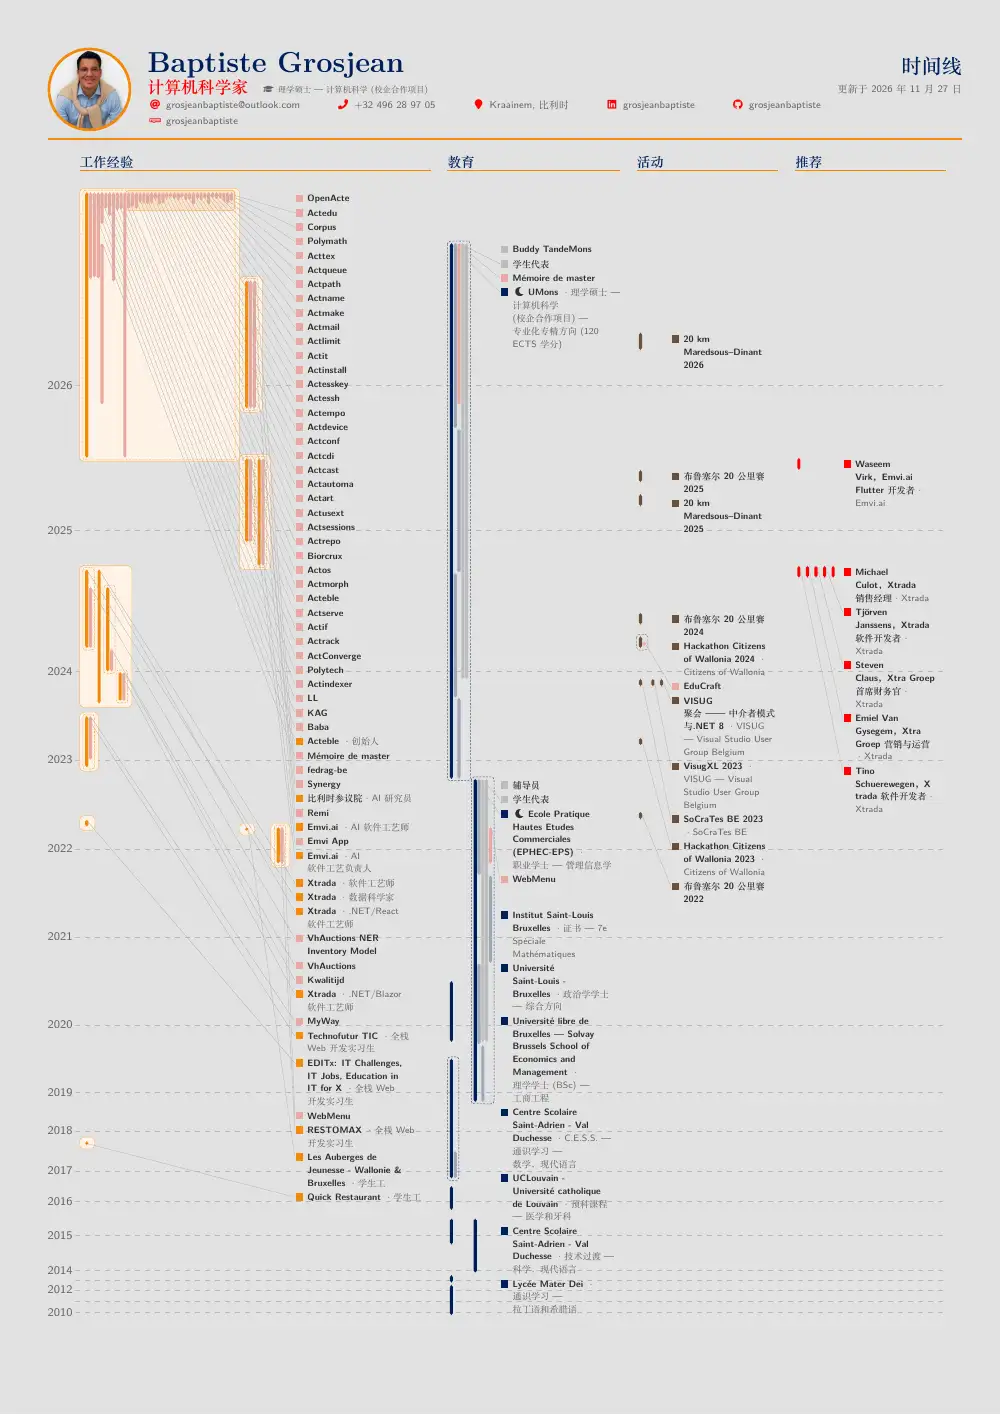 Baptiste Grosjean
时间线
计算机科学家
理学硕士 — 计算机科学 (校企合作项目)
更新于 2026 年 11 月 27 日
grosjeanbaptiste@outlook.com
+32 496 28 97 05
Kraainem, 比利时
grosjeanbaptiste
grosjeanbaptiste
grosjeanbaptiste
工作经验
OpenActe
Actedu
Corpus
Polymath
Acttex
Actqueue
Actpath
Actname
Actmake
Actmail
Actlimit
Actit
Actinstall
Actesskey
Actessh
Actempo
Actdevice
Actconf
Actcdi
Actcast
Actautoma
Actart
Actusext
Actsessions
Actrepo
Biorcrux
Actos
Actmorph
Acteble
Actserve
Actif
Actrack
ActConverge
Polytech
Actindexer
LL
KAG
Baba
Acteble · 创始人
Mémoire de master
fedrag-be
Synergy
比利时参议院 · AI 研究员
Remi
Emvi.ai · AI 软件工艺师
Emvi App
Emvi.ai · AI
软件工艺负责人
Xtrada · 软件工艺师
Xtrada · 数据科学家
Xtrada · .NET/React
软件工艺师
VhAuctions NER
Inventory Model
VhAuctions
Kwalitijd
Xtrada · .NET/Blazor
软件工艺师
MyWay
Technofutur TIC · 全栈
Web 开发实习生
EDITx: IT Challenges,
IT Jobs, Education in
IT for X · 全栈 Web
开发实习生
WebMenu
RESTOMAX · 全栈 Web
开发实习生
Les Auberges de
Jeunesse - Wallonie &
Bruxelles · 学生工
Quick Restaurant · 学生工
教育
Buddy TandeMons
学生代表
Mémoire de master
UMons · 理学硕士 —
计算机科学
(校企合作项目) —
专业化专精方向 (120
ECTS 学分)
辅导员
学生代表
Ecole Pratique
Hautes Etudes
Commerciales
(EPHEC-EPS) ·
职业学士 — 管理信息学
WebMenu
Institut Saint-Louis
Bruxelles · 证书 — 7e
Spéciale
Mathématiques
Université
Saint-Louis -
Bruxelles · 政治学学士
— 综合方向
Université libre de
Bruxelles — Solvay
Brussels School of
Economics and
Management ·
理学学士 (BSc) —
工商工程
Centre Scolaire
Saint-Adrien - Val
Duchesse · C.E.S.S. —
通识学习 —
数学、现代语言
UCLouvain -
Université catholique
de Louvain · 预科课程
— 医学和牙科
Centre Scolaire
Saint-Adrien - Val
Duchesse · 技术过渡 —
科学、现代语言
Lycée Mater Dei ·
通识学习 —
拉丁语和希腊语
活动
20 km
Maredsous–Dinant
2026
布鲁塞尔 20 公里赛
2025
20 km
Maredsous–Dinant
2025
布鲁塞尔 20 公里赛
2024
Hackathon Citizens
of Wallonia 2024 ·
Citizens of Wallonia
EduCraft
VISUG
聚会 —— 中介者模式
与.NET 8 · VISUG
— Visual Studio User
Group Belgium
VisugXL 2023 ·
VISUG — Visual
Studio User Group
Belgium
SoCraTes BE 2023
· SoCraTes BE
Hackathon Citizens
of Wallonia 2023 ·
Citizens of Wallonia
布鲁塞尔 20 公里赛
2022
推荐
Waseem
Virk, Emvi.ai
Flutter 开发者 ·
Emvi.ai
Michael
Culot, Xtrada
销售经理 · Xtrada
Tjörven
Janssens, Xtrada
软件开发者 ·
Xtrada
Steven
Claus, Xtra Groep
首席财务官 ·
Xtrada
Emiel Van
Gysegem, Xtra
Groep 营销与运营
· Xtrada
Tino
Schuerewegen, X
trada 软件开发者 ·
Xtrada
2026
2025
2024
2023
2022
2021
2020
2019
2018
2017
2016
2015
2014
2012
2010